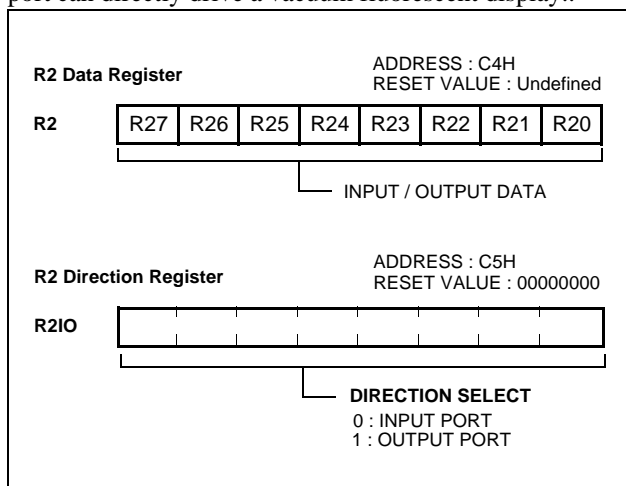 port can directly drive a vacuum fluorescent display..
R2 Data Register
ADDRESS : C4H
RESET VALUE : Undefined
R2
R27 R26 R25 R24 R23 R22 R21 R20
INPUT / OUTPUT DATA
R2 Direction Register
ADDRESS : C5H
RESET VALUE : 00000000
R2IO
DIRECTION SELECT
0 : INPUT PORT
1 : OUTPUT PORT